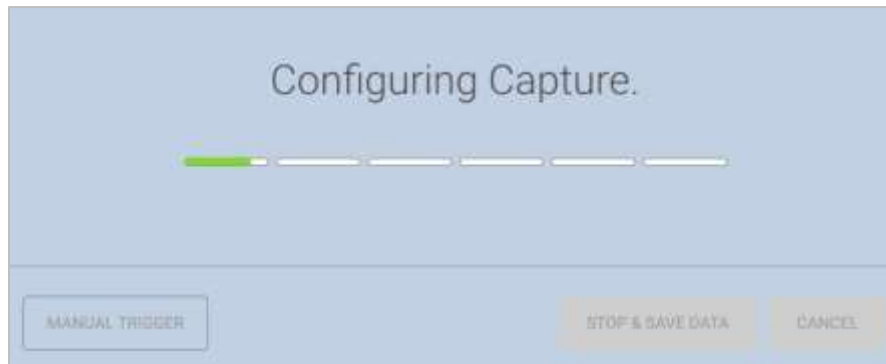 Configuring Capture.
MANUAL TRIGGER
STOP & SAVE DATA
CANCEL